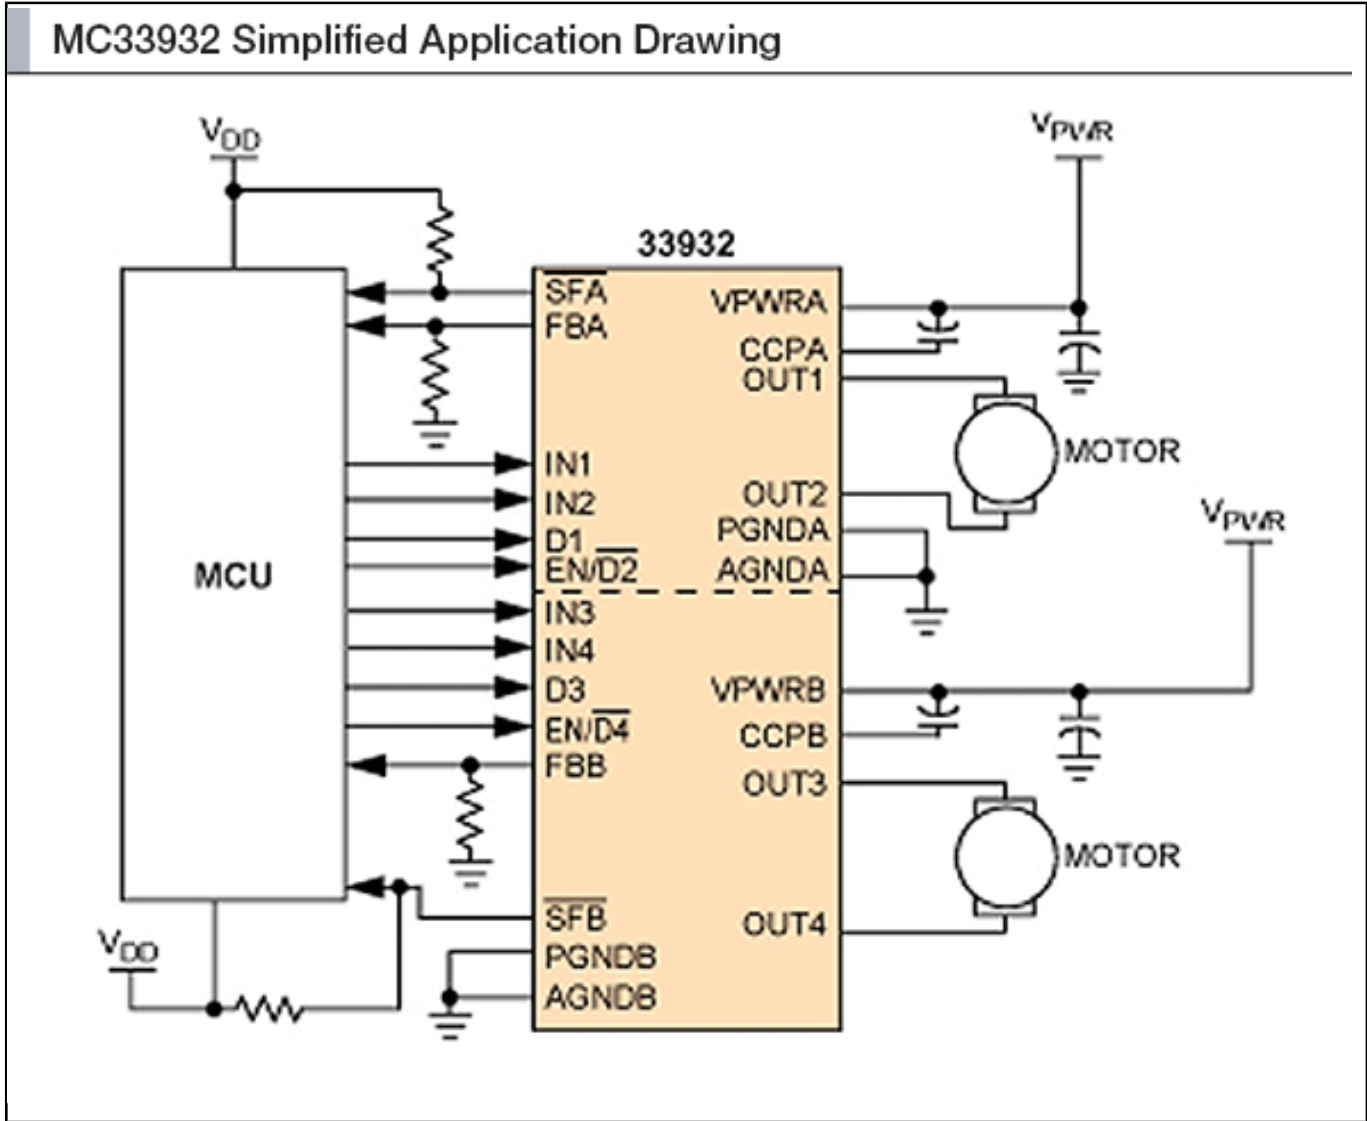 MC33932 Simplified Application Drawing
VDD
VPWR
33932
SFA
FBA
VPWRA
CCPA
OUT1
MOTOR
IN1
IN2
D1
EN/D2
OUT2
PGNDA
AGNDA
VPWR
MCU
IN3
IN4
D3
EN/D4
FBB
VPWRB
CCPB
OUT3
MOTOR
SFB
PGNDB
AGNDB
OUT4
VDD